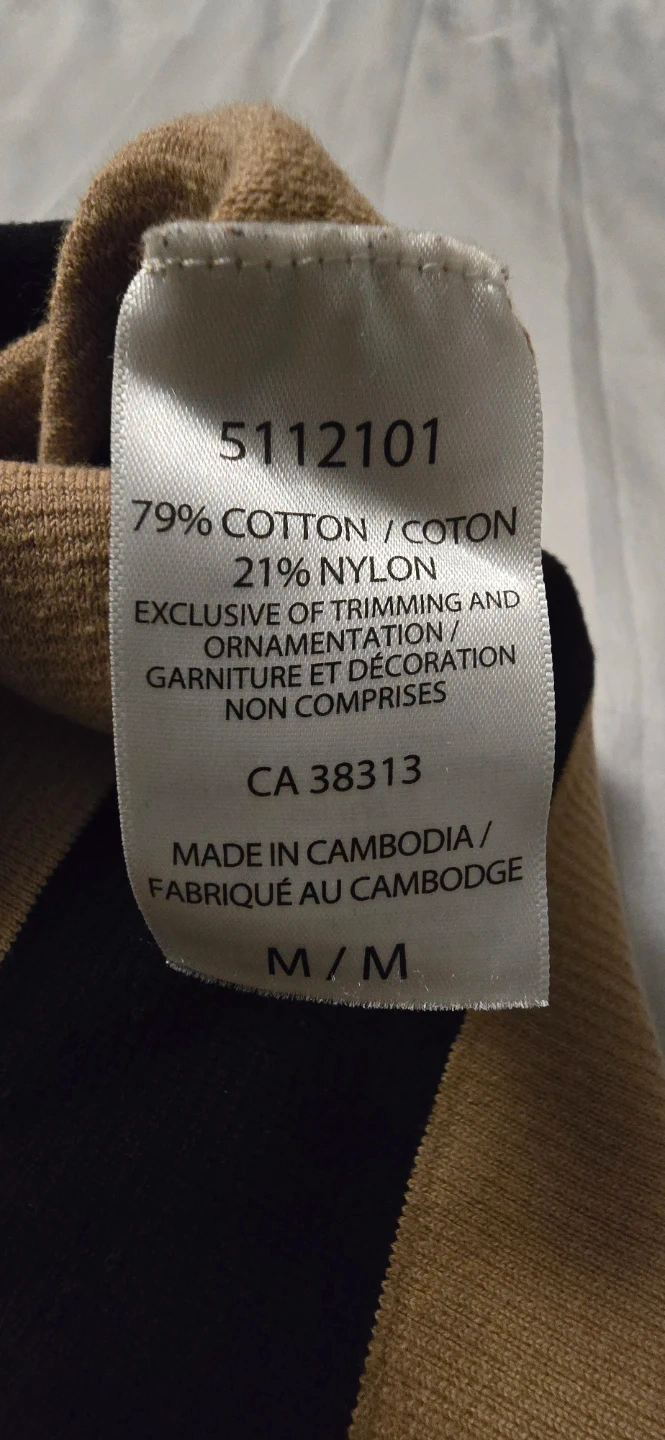 5112101
79% COTTON / COTON
21% NYLON
EXCLUSIVE OF TRIMMING AND
ORNAMENTATION /
GARNITURE ET DÉCORATION
NON COMPRISES
CA 38313
MADE IN CAMBODIA /
FABRIQUÉ AU CAMBODGE
M / M